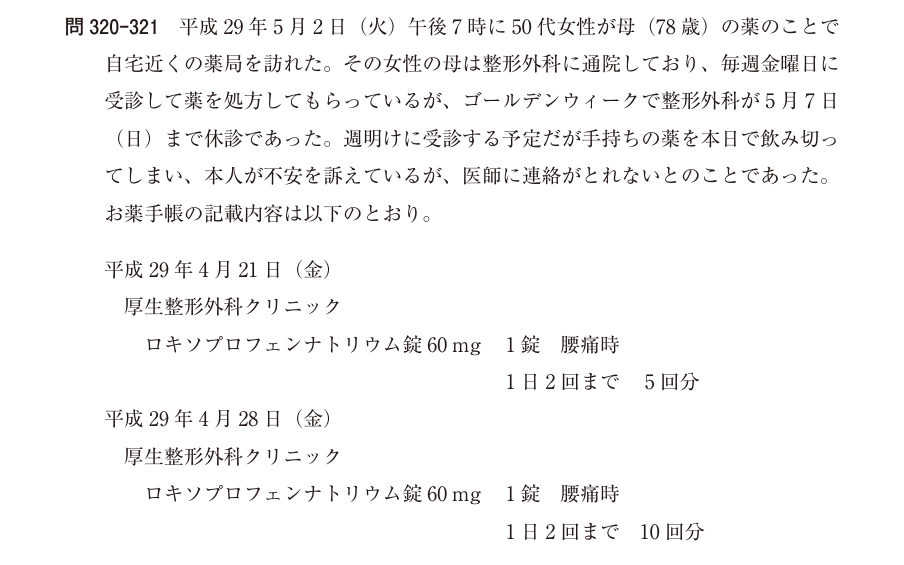 問 320-321　平成 29 年 5 月 2 日（火）午後 7 時に 50 代女性が母（78 歳）の薬のことで
自宅近くの薬局を訪れた。その女性の母は整形外科に通院しており、毎週金曜日に
受診して薬を処方してもらっているが、ゴールデンウィークで整形外科が 5 月 7 日
（日）まで休診であった。週明けに受診する予定だが手持ちの薬を本日で飲み切っ
てしまい、本人が不安を訴えているが、医師に連絡がとれないとのことであった。
お薬手帳の記載内容は以下のとおり。
平成 29 年 4 月 21 日（金）
厚生整形外科クリニック
ロキソプロフェンナトリウム錠 60 mg　1 錠　腰痛時
1 日 2 回まで　5 回分
平成 29 年 4 月 28 日（金）
厚生整形外科クリニック
ロキソプロフェンナトリウム錠 60 mg　1 錠　腰痛時
1 日 2 回まで　10 回分